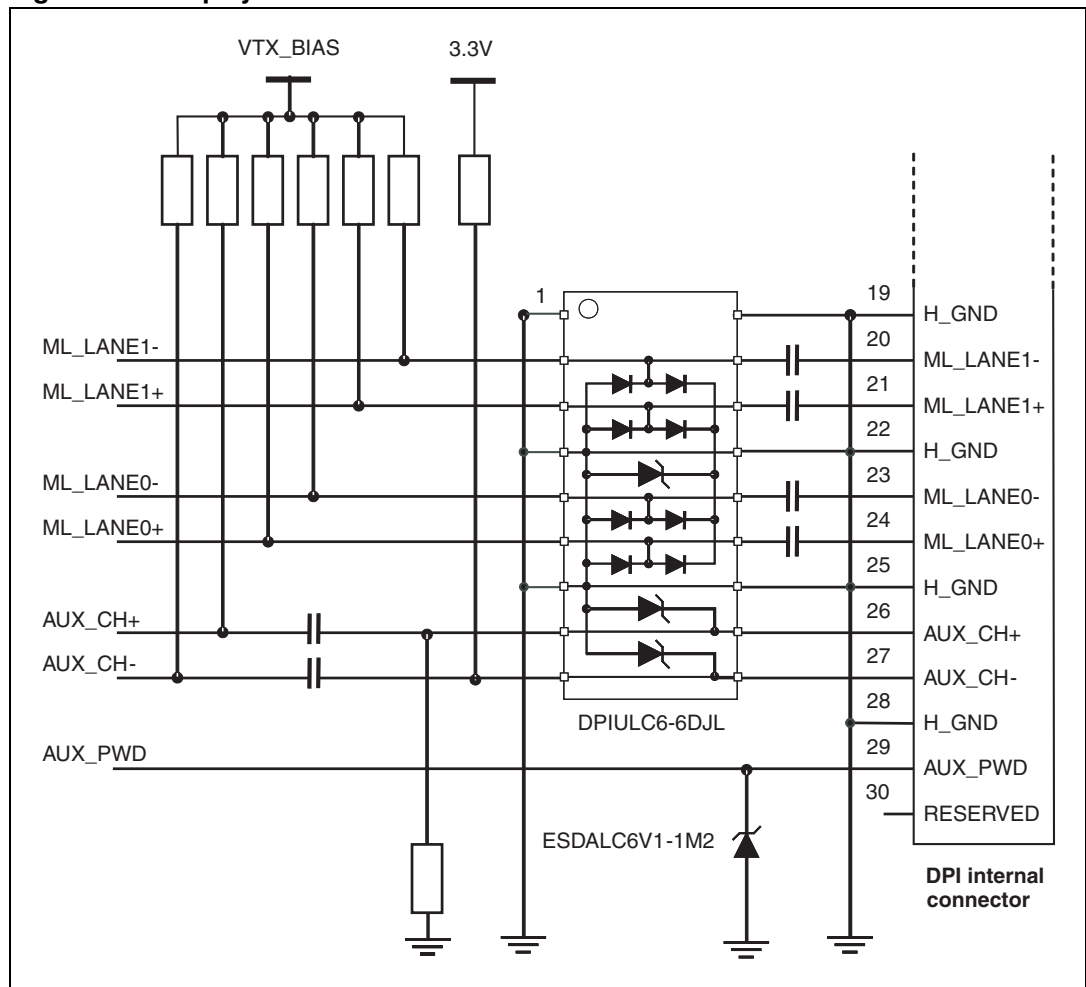 VTX_BIAS
3.3V
1
19
H_GND
20
ML_LANE1-
ML_LANE1-
21
ML_LANE1+
ML_LANE1+
22
H_GND
23
ML_LANE0-
ML_LANE0-
24
ML_LANE0+
ML_LANE0+
25
H_GND
26
AUX_CH+
AUX_CH+
27
AUX_CH-
AUX_CH-
28
DPIULC6-6DJL
H_GND
29
AUX_PWD
AUX_PWD
30
RESERVED
ESDALC6V1-1M2
DPI internal
connector